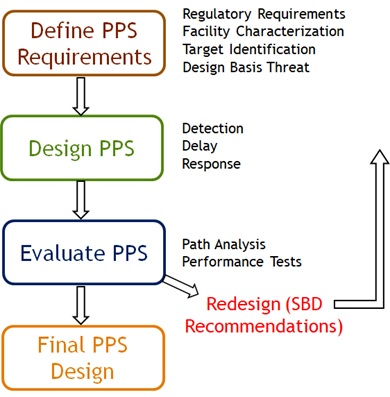 Define PPS
Requirements
Regulatory Requirements
Facility Characterization
Target Identification
Design Basis Threat
Design PPS
Detection
Delay
Response
Evaluate PPS
Path Analysis
Performance Tests
Redesign (SBD
Recommendations)
Final PPS
Design